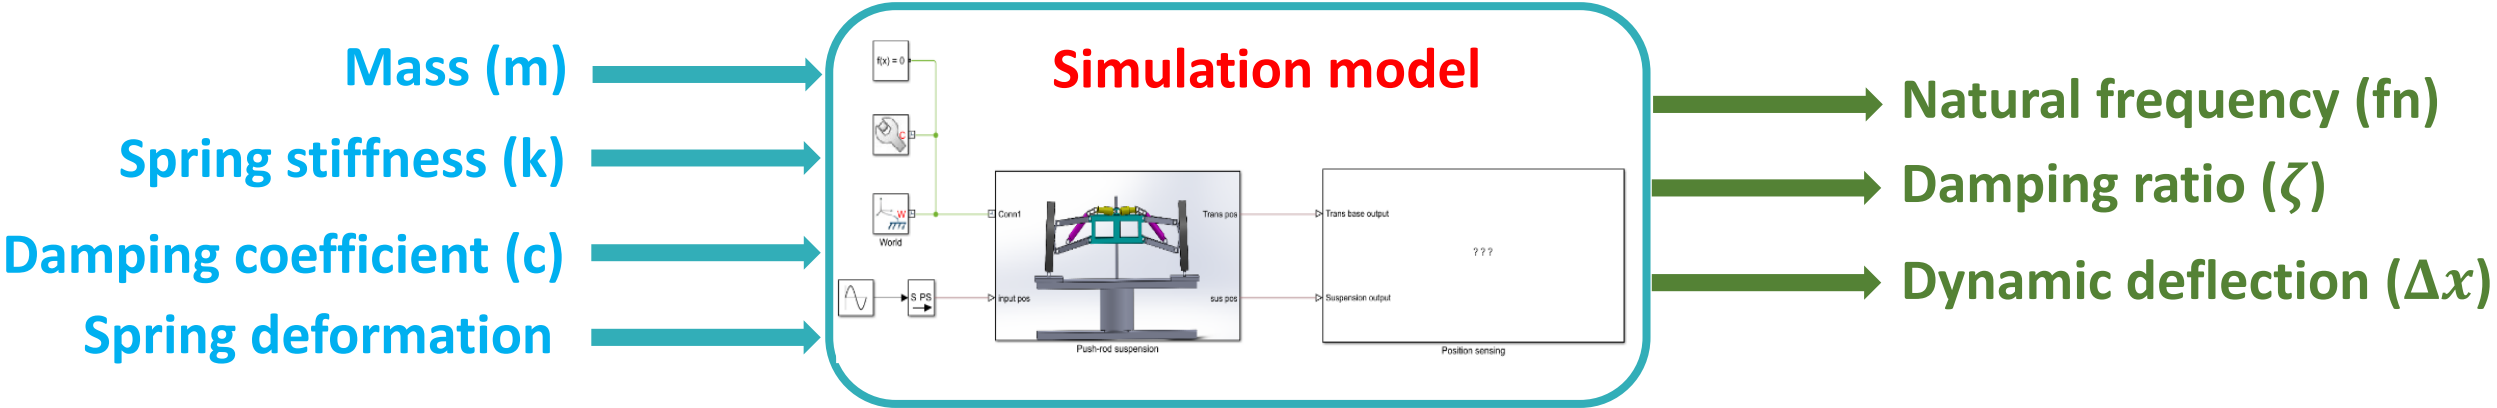 Mass (m)
Spring stiffness (k)
Damping coefficient (c)
Spring deformation
Simulation model
f(x) = 0
C
W
World
S PS
Conn1
input pos
Trans pos
sus pos
Push-rod suspension
Trans base output
? ? ?
Suspension output
Position sensing
Natural frequency (fn)
Damping ratio (ζ)
Dynamic deflection (Δx)